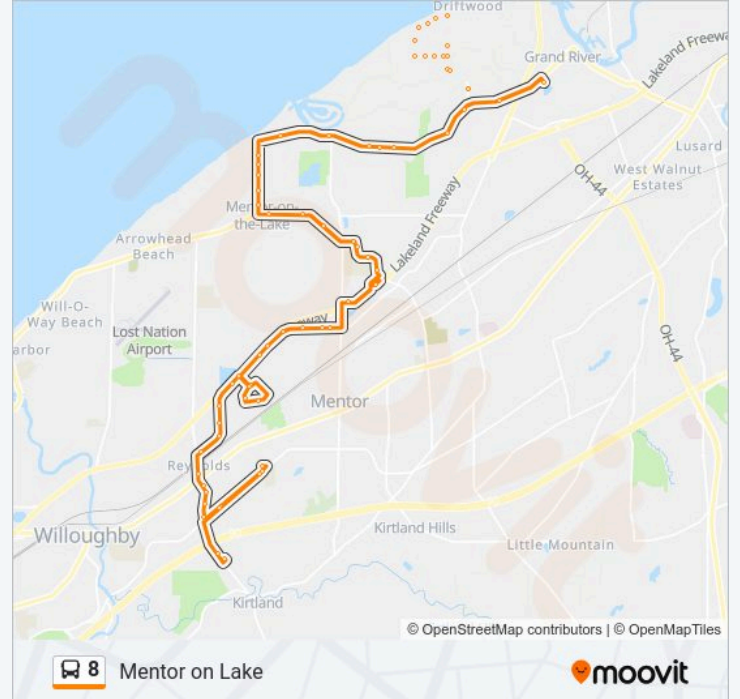 Driftwood
Grand River
Lakeland Freeway
Lusard
West Walnut
Estates
OH-44
Lakeland Freeway
Mentor-on-
the-Lake
Arrowhead
Beach
Will-O-
Way Beach
Lost Nation
Airport
arbor
way
OH-44
Mentor
Reynolds
Willoughby
Kirtland Hills
Little Mountain
Kirtland
© OpenStreetMap contributors | © OpenMapTiles
8 Mentor on Lake
moovit